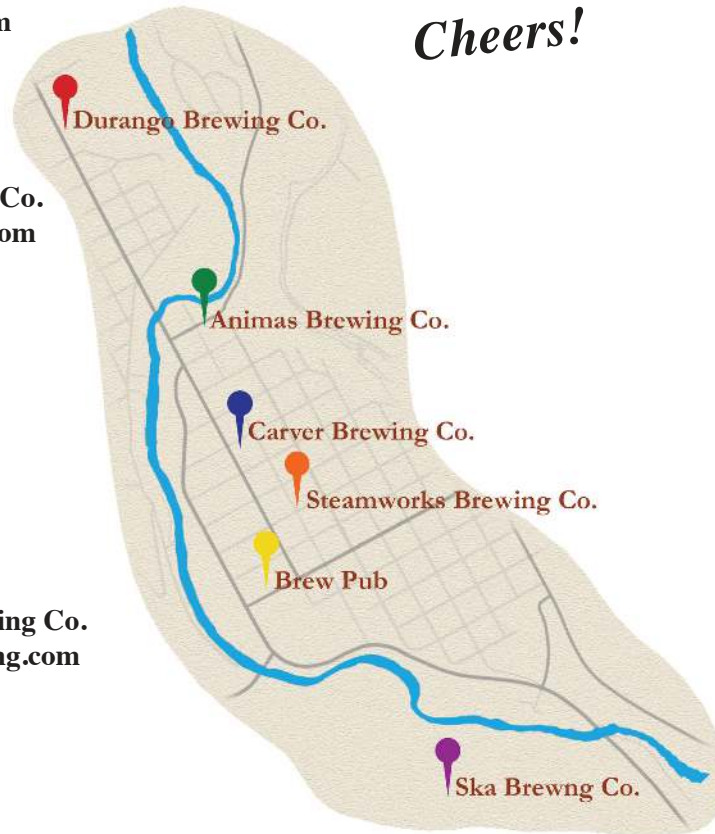 m
Cheers!
Durango Brewing Co.
Co.
om
Animas Brewing Co.
Carver Brewing Co.
Steamworks Brewing Co.
Brew Pub
ing Co.
ng.com
Ska Brewng Co.